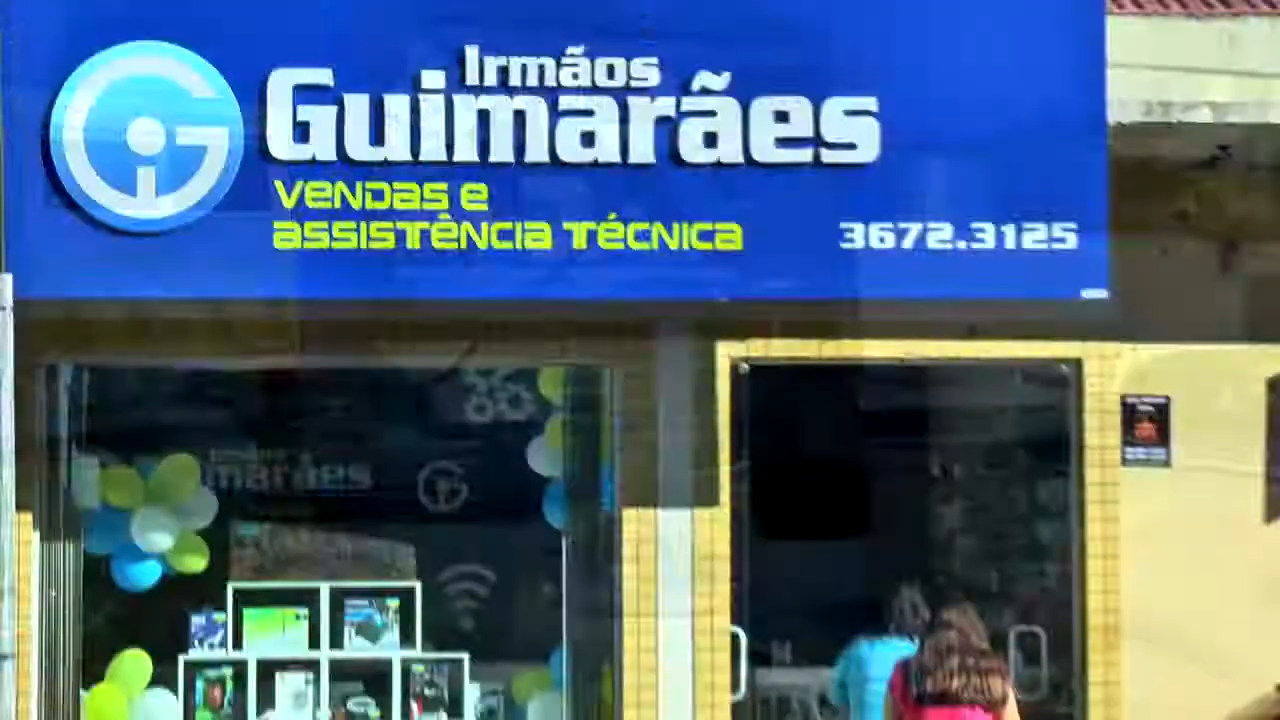 Irmãos
Guimarães
VENDAS E
ASSISTÊNCIA TÉCNICA
3672.3125
marães